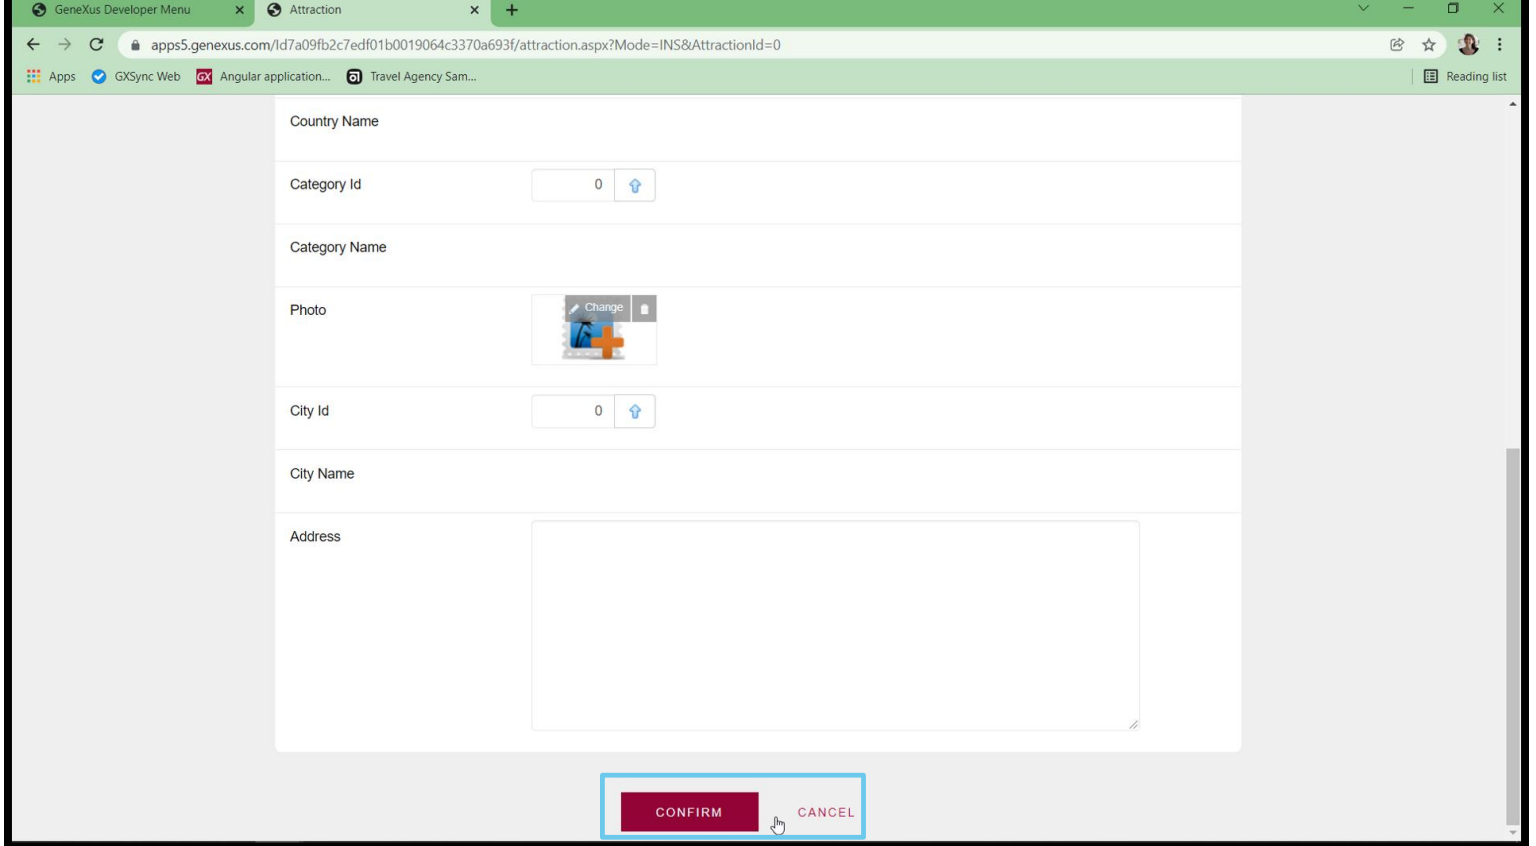 GeneXus Developer Menu
Attraction
apps5.genexus.com/Id7a09fb2c7edf01b0019064c3370a693f/attraction.aspx?Mode=INS&AttractionId=0
Apps
GXSync Web
GX Angular application...
Travel Agency Sam...
Reading list
Country Name
Category Id
0
Category Name
Photo
Change
City Id
0
City Name
Address
CONFIRM
CANCEL